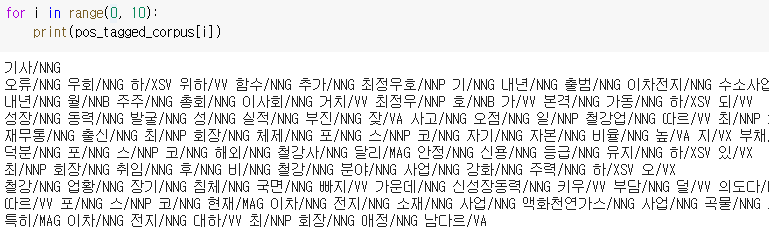 for i in range(0, 10):
    print(pos_tagged_corpus[i])
기사/NNG
오류/NNG 우회/NNG 하/XSV 위하/VV 함수/NNG 추가/NNG 최정우호/NNP 기/NNG 내년/NNG 출범/NNG 이차전지/NNG 수소사업
내년/NNG 월/NNB 주주/NNG 총회/NNG 이사회/NNG 거치/VV 최정우/NNP 호/NNB 가/VV 본격/NNG 가동/NNG 하/XSV 되/VV
성장/NNG 동력/NNG 발굴/NNG 성/NNG 실적/NNG 부진/NNG 잦/VA 사고/NNG 오점/NNG 일/NNP 철강업/NNG 따르/VV 최/NNP
재무통/NNG 출신/NNG 최/NNP 회장/NNG 체제/NNG 포/NNG 스/NNP 코/NNG 자기/NNG 자본/NNG 비율/NNG 높/VA 지/VX 부채
덕분/NNG 포/NNG 스/NNP 코/NNG 해외/NNG 철강사/NNG 달리/MAG 안정/NNG 신용/NNG 등급/NNG 유지/NNG 하/XSV 있/VX
최/NNP 회장/NNG 취임/NNG 후/NNG 비/NNG 철강/NNG 분야/NNG 사업/NNG 강화/NNG 주력/NNG 하/XSV 오/VX
철강/NNG 업황/NNG 장기/NNG 침체/NNG 국면/NNG 빠지/VV 가운데/NNG 신성장동력/NNG 키우/VV 부담/NNG 덜/VV 의도다/
따르/VV 포/NNG 스/NNP 코/NNG 현재/MAG 이차/NNG 전지/NNG 소재/NNG 사업/NNG 액화천연가스/NNG 사업/NNG 곡물/NNG
특히/MAG 이차/NNG 전지/NNG 대하/VV 최/NNP 회장/NNG 애정/NNG 남다르/VA